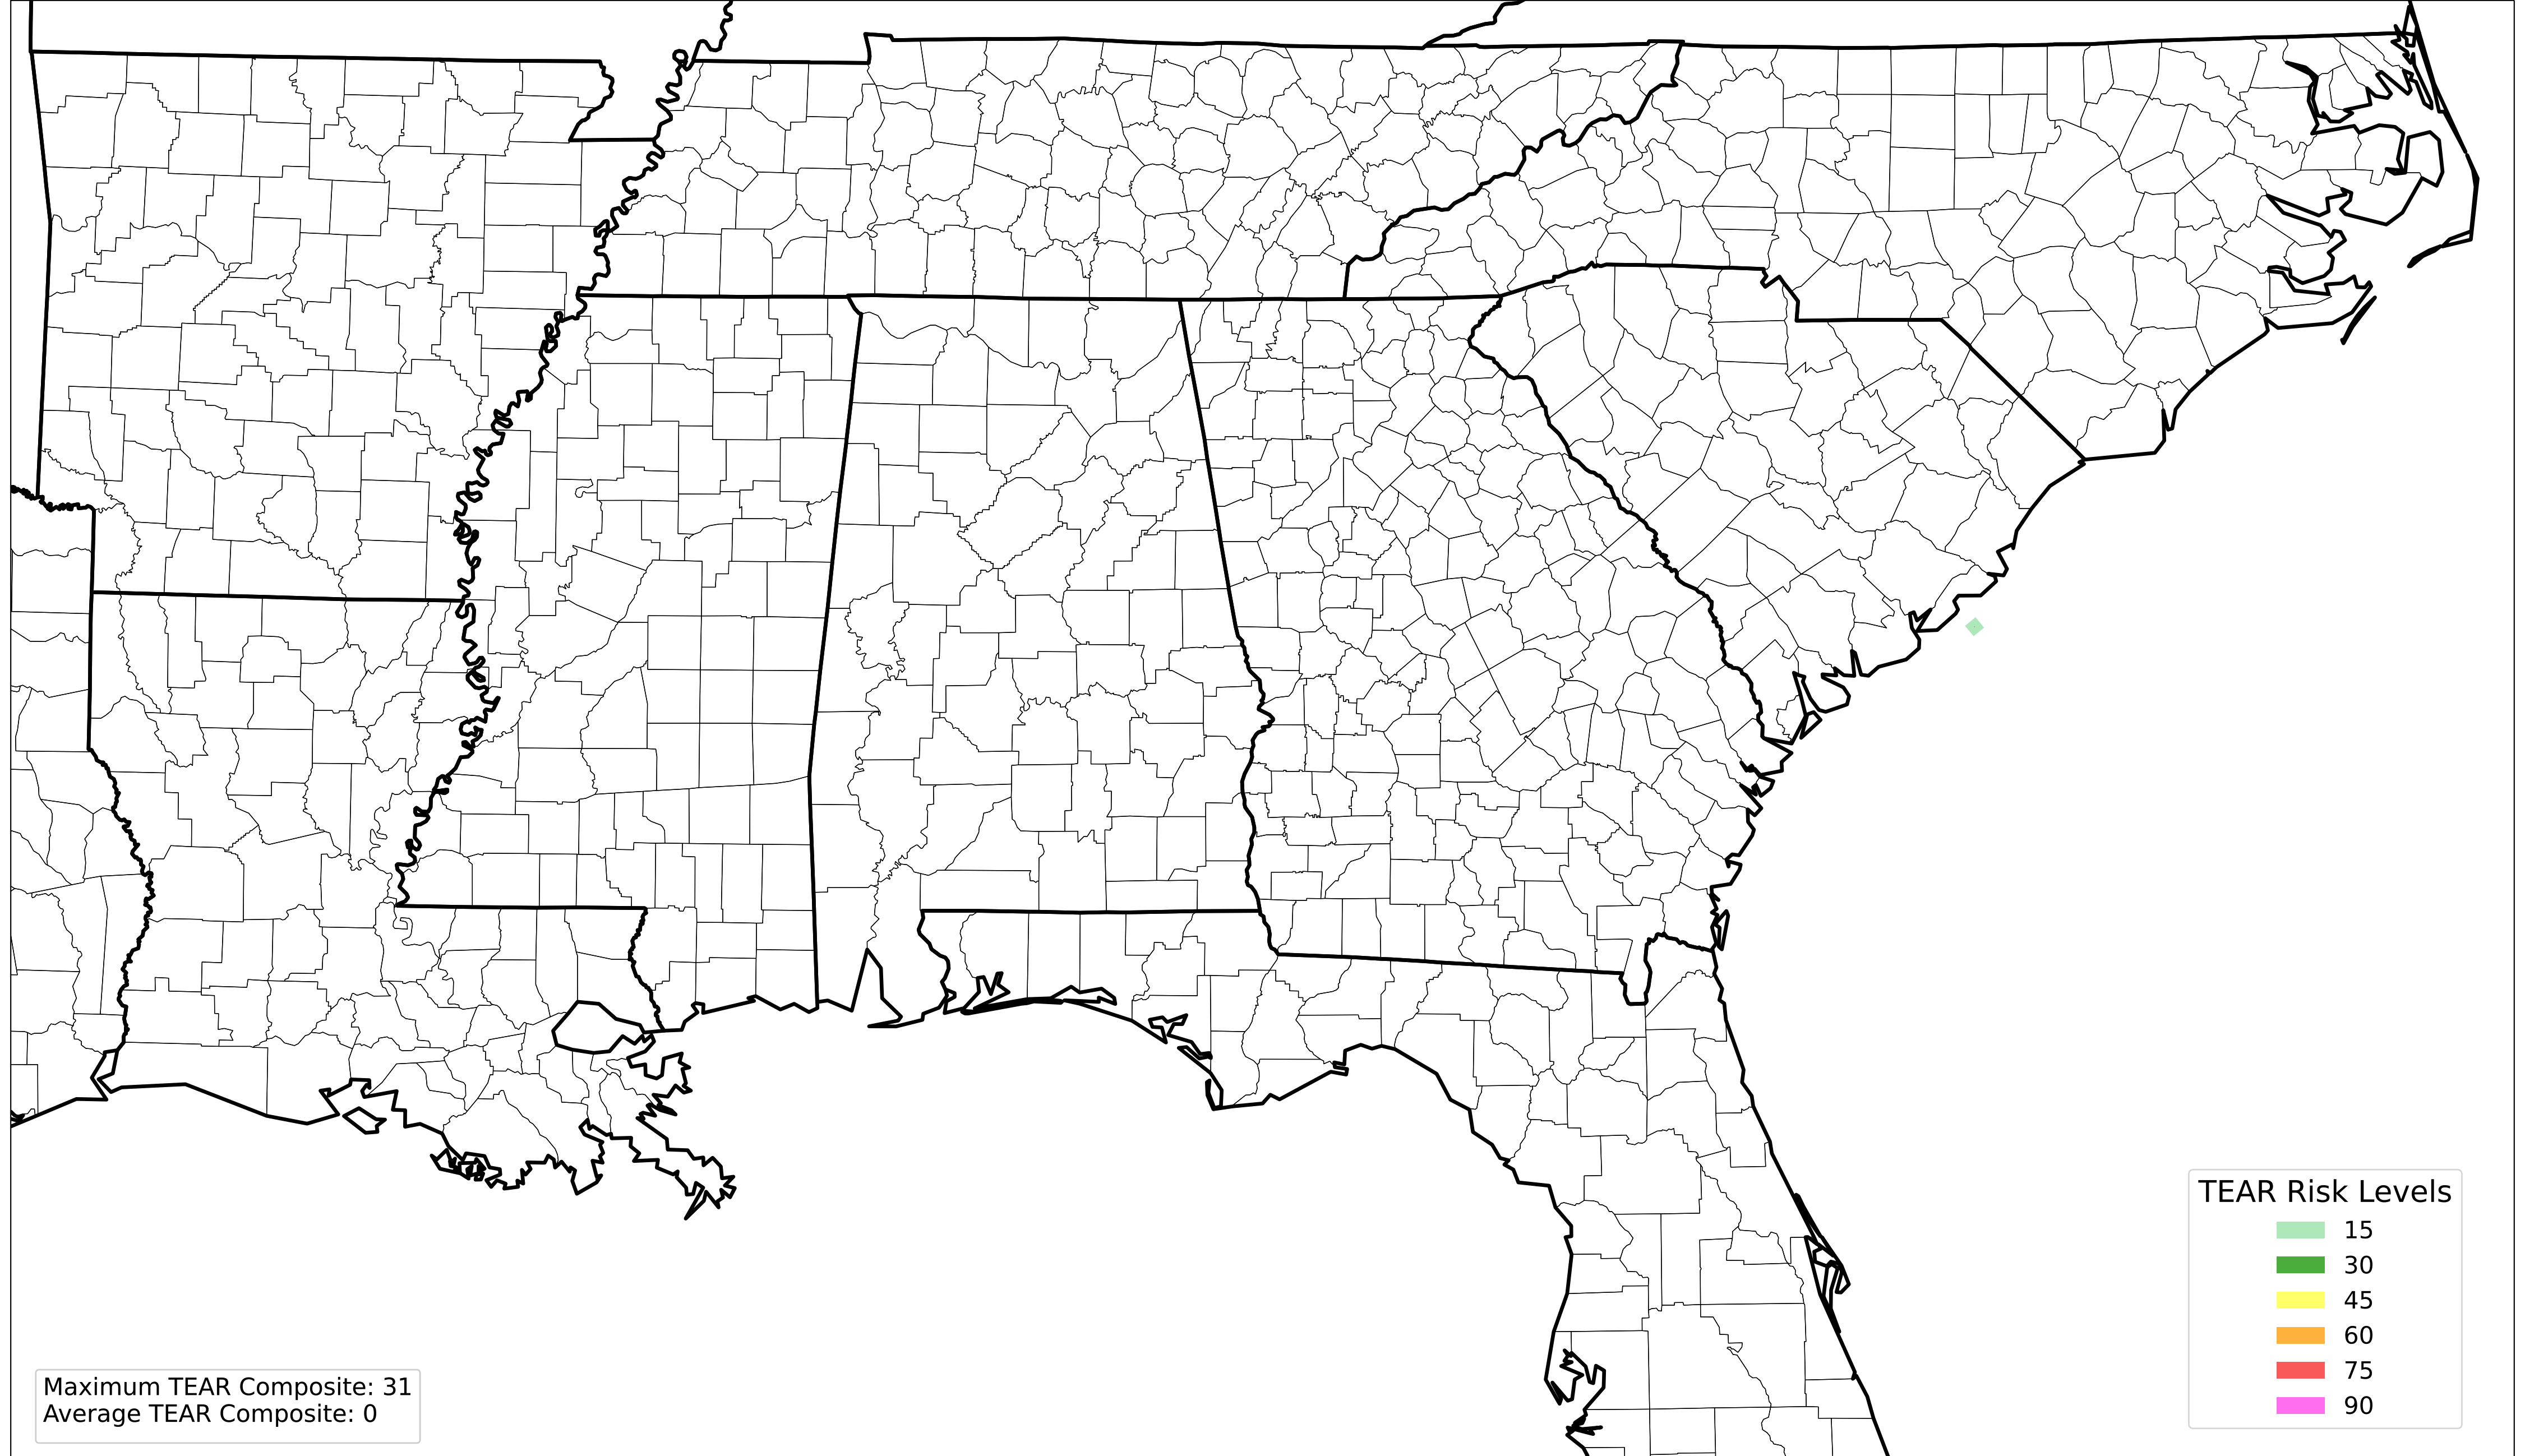 TEAR Risk Levels
15
30
45
60
75
90
Maximum TEAR Composite: 31
Average TEAR Composite: 0